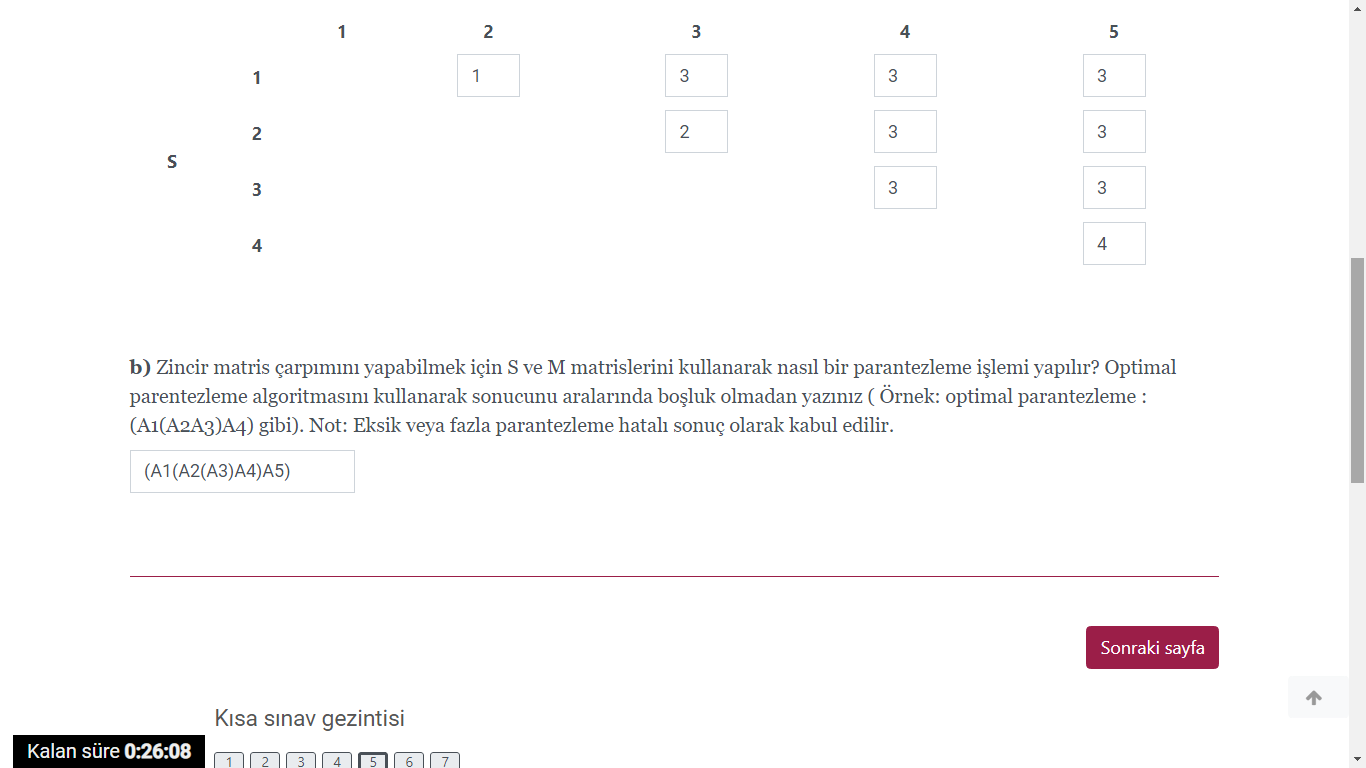 1 2 3 4 5
1 1 3 3 3
2 2 3 3
S
3 3 3
4 4
b) Zincir matris çarpımını yapabilmek için S ve M matrislerini kullanarak nasıl bir parantezleme işlemi yapılır? Optimal
parentezleme algoritmasını kullanarak sonucunu aralarında boşluk olmadan yazınız ( Örnek: optimal parantezleme :
(A1(A2A3)A4) gibi). Not: Eksik veya fazla parantezleme hatalı sonuç olarak kabul edilir.
(A1(A2(A3)A4)A5)
Sonraki sayfa
Kısa sınav gezintisi
Kalan süre 0:26:08
1 2 3 4 5 6 7